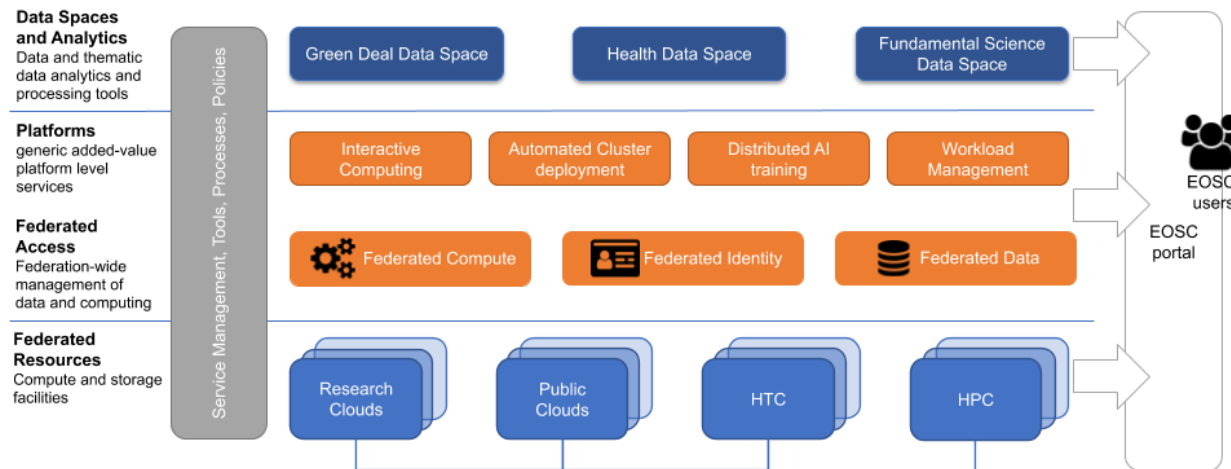 Data Spaces
and Analytics
Data and thematic
data analytics and
processing tools
Service Management, Tools, Processes, Policies
Green Deal Data Space
Health Data Space
Fundamental Science
Data Space
Platforms
generic added-value
platform level
services
Interactive
Computing
Automated Cluster
deployment
Distributed AI
training
Workload
Management
EOSC
users
EOSC
portal
Federated
Access
Federation-wide
management of
data and computing
Federated Compute
Federated Identity
Federated Data
Federated
Resources
Compute and storage
facilities
Research
Clouds
Public
Clouds
HTC
HPC